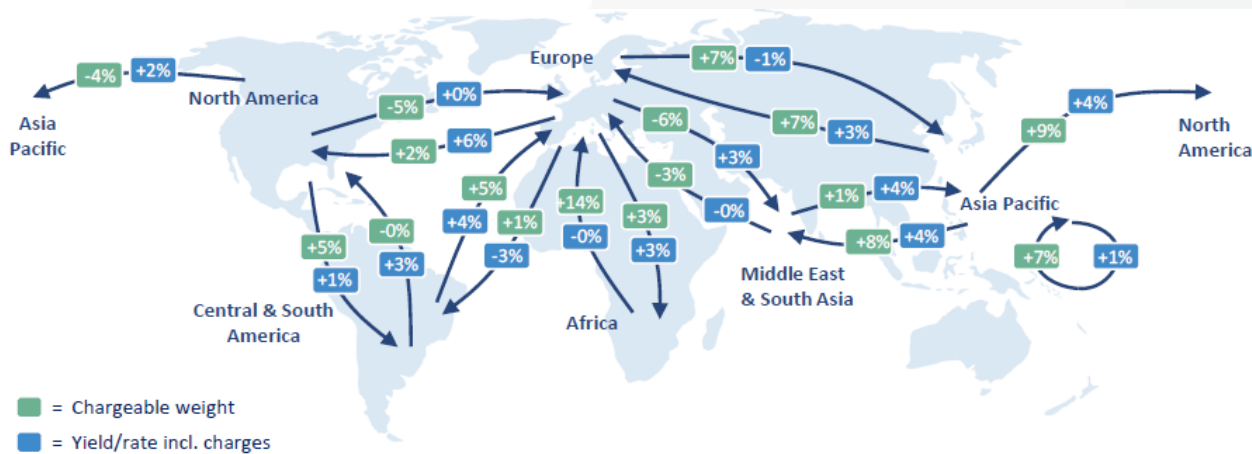 Europe
+7%
-1%
-4%
+2%
North America
Asia
Pacific
-5%
+0%
+2%
+6%
-6%
+3%
+7%
+3%
+4%
+9%
North
America
-3%
-0%
+1%
+4%
Asia Pacific
+5%
+4%
+1%
-3%
+14%
-0%
+3%
+3%
+8%
+4%
+7%
+1%
+5%
+1%
-0%
+3%
Middle East
& South Asia
Central & South
America
Africa
= Chargeable weight
= Yield/rate incl. charges